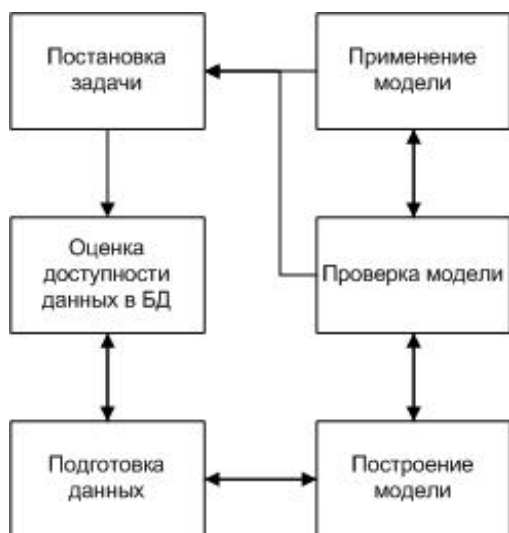 Постановка
задачи
Применение
модели
Оценка
доступности
данных в БД
Проверка модели
Подготовка
данных
Построение
модели